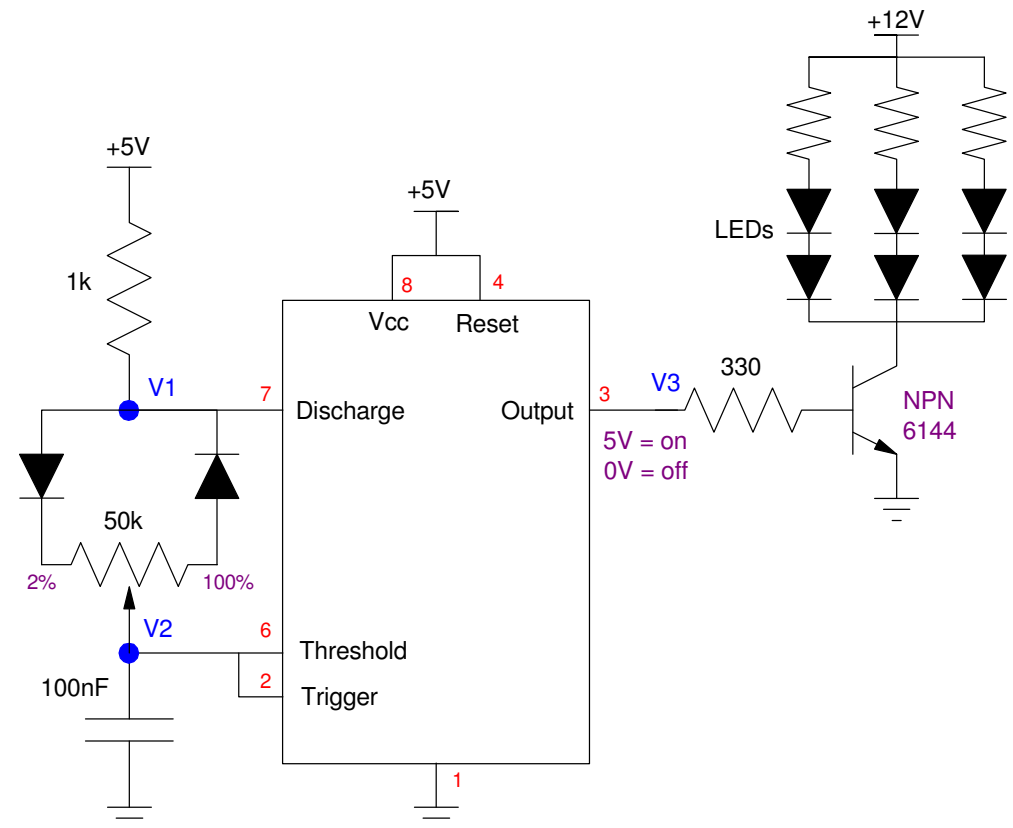 +12V
+5V
+5V
LEDs
1k
8
4
Vcc
Reset
V1
7
Discharge
Output
3
V3
330
NPN
6144
5V = on
0V = off
50k
2%
100%
V2
6
Threshold
2
Trigger
100nF
1